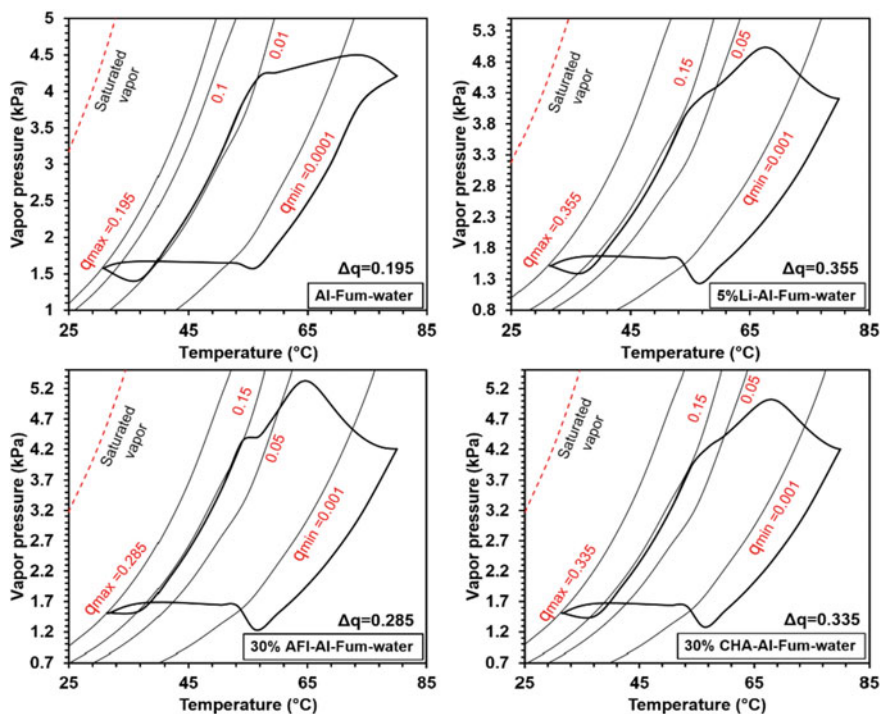 Vapor pressure (kPa)
5
4.5
4
3.5
3
2.5
2
1.5
1
Saturated
vapor
0.01
0.1
qmin =0.0001
qmax =0.195
Δq=0.195
Al-Fum-water
25 45 65 85
Temperature (°C)
Vapor pressure (kPa)
5.3
4.8
4.3
3.8
3.3
2.8
2.3
1.8
1.3
0.8
Saturated
vapor
0.05
0.15
qmin =0.001
qmax =0.355
Δq=0.355
5%Li-Al-Fum-water
25 45 65 85
Temperature (°C)
Vapor pressure (kPa)
5.2
4.7
4.2
3.7
3.2
2.7
2.2
1.7
1.2
0.7
Saturated
vapor
0.15
0.05
qmin =0.001
qmax =0.285
Δq=0.285
30% AFI-Al-Fum-water
25 45 65 85
Temperature (°C)
Vapor pressure (kPa)
5.2
4.7
4.2
3.7
3.2
2.7
2.2
1.7
1.2
0.7
Saturated
vapor
0.05
0.15
qmin =0.001
qmax =0.335
Δq=0.335
30% CHA-Al-Fum-water
25 45 65 85
Temperature (°C)